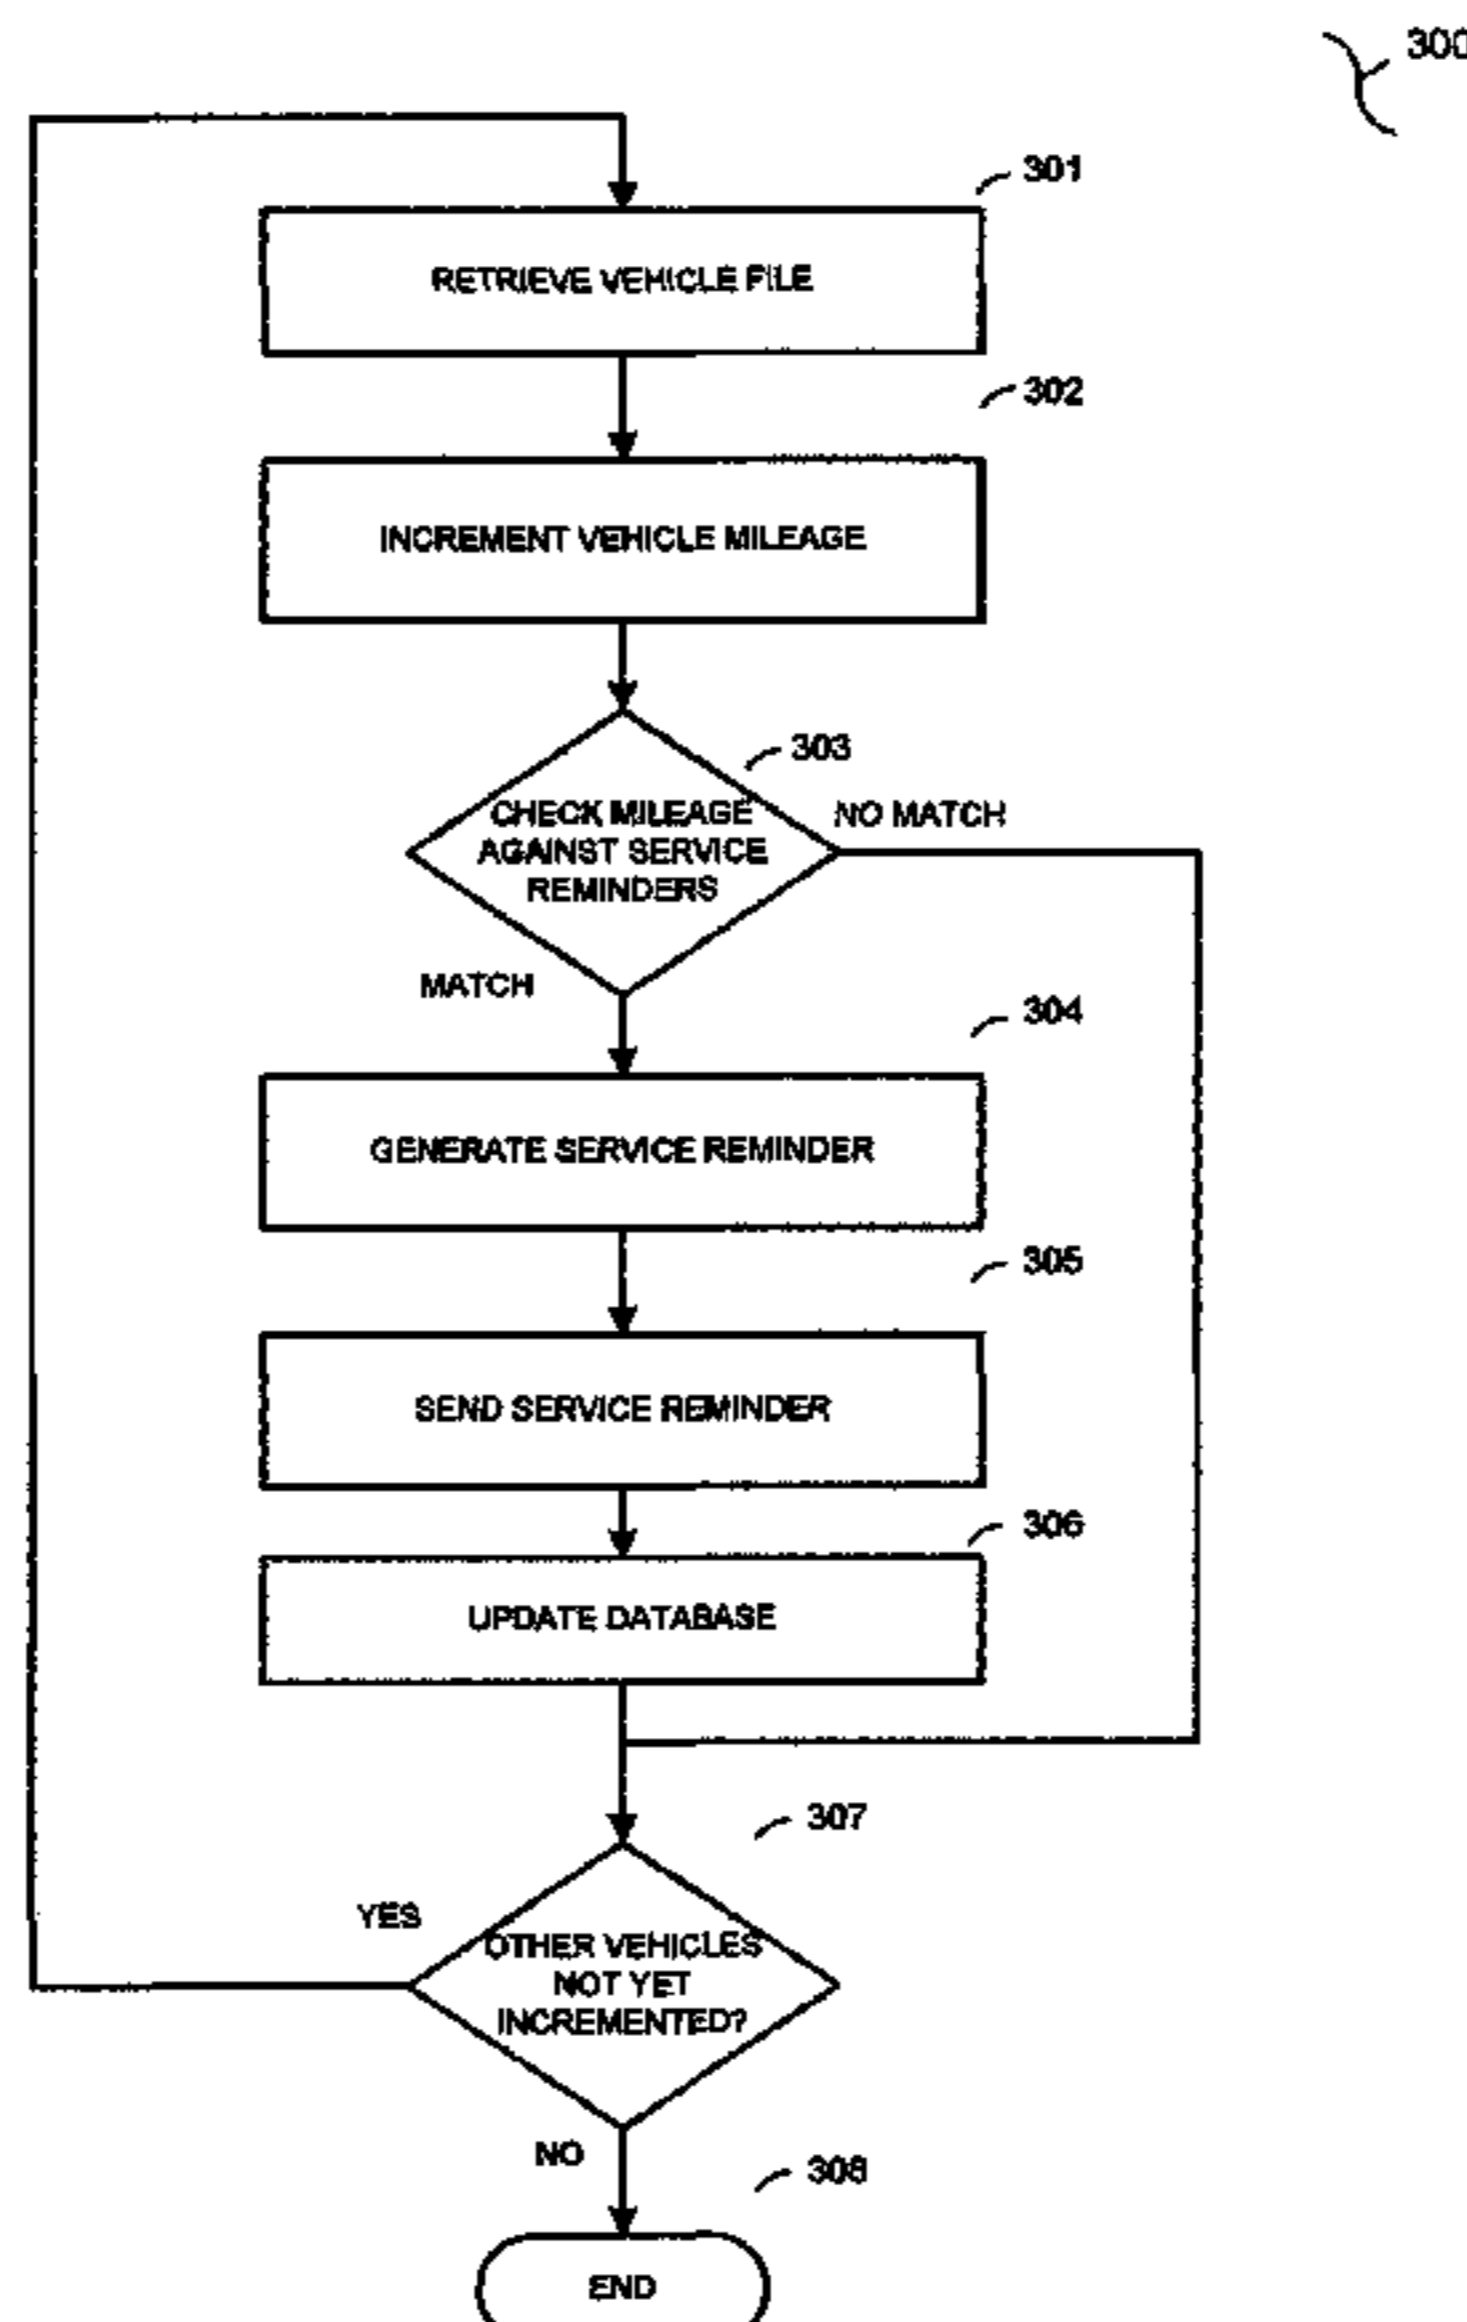 300
301
RETRIEVE VEHICLE FILE
302
INCREMENT VEHICLE MILEAGE
303
CHECK MILEAGE
AGAINST SERVICE
REMINDERS
NO MATCH
MATCH
304
GENERATE SERVICE REMINDER
305
SEND SERVICE REMINDER
306
UPDATE DATABASE
307
YES
OTHER VEHICLES
NOT YET
INCREMENTED?
NO
308
END